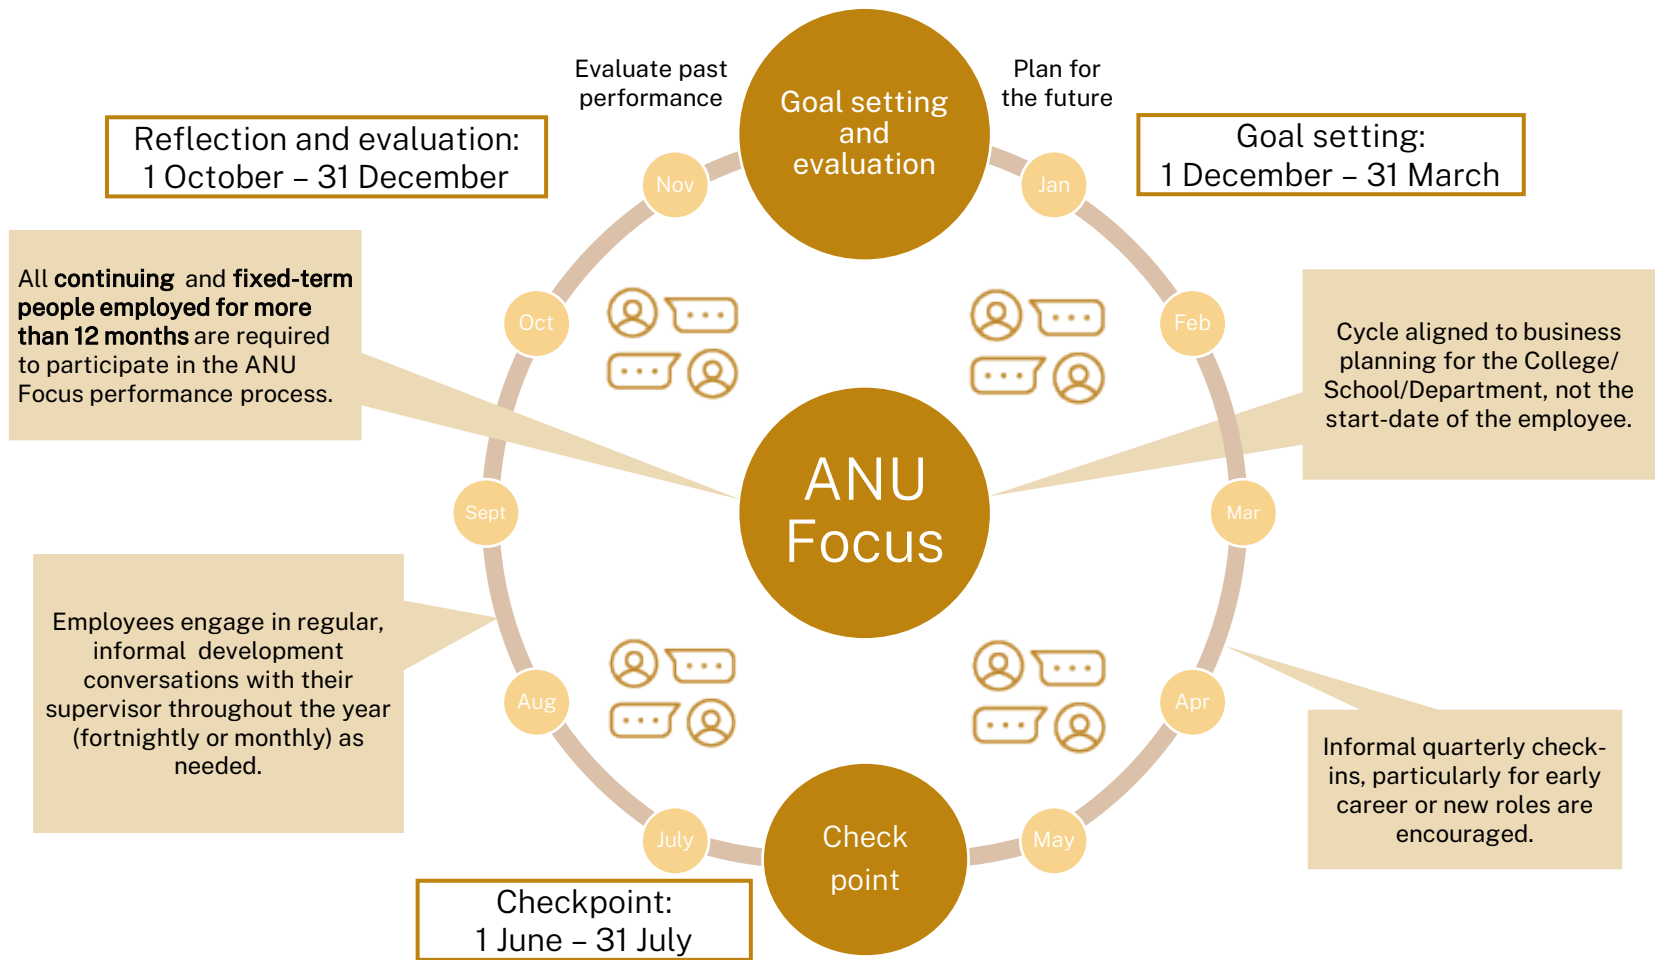 Evaluate past
performance
Goal setting
and
evaluation
Plan for
the future
Reflection and evaluation:
1 October – 31 December
Goal setting:
1 December – 31 March
Nov
Jan
All continuing and fixed-term
people employed for more
than 12 months are required
to participate in the ANU
Focus performance process.
Oct
Feb
Cycle aligned to business
planning for the College/
School/Department, not the
start-date of the employee.
ANU
Focus
Sept
Mar
Employees engage in regular,
informal development
conversations with their
supervisor throughout the year
(fortnightly or monthly) as
needed.
Aug
Apr
Informal quarterly check-
ins, particularly for early
career or new roles are
encouraged.
July
May
Check
point
Checkpoint:
1 June – 31 July